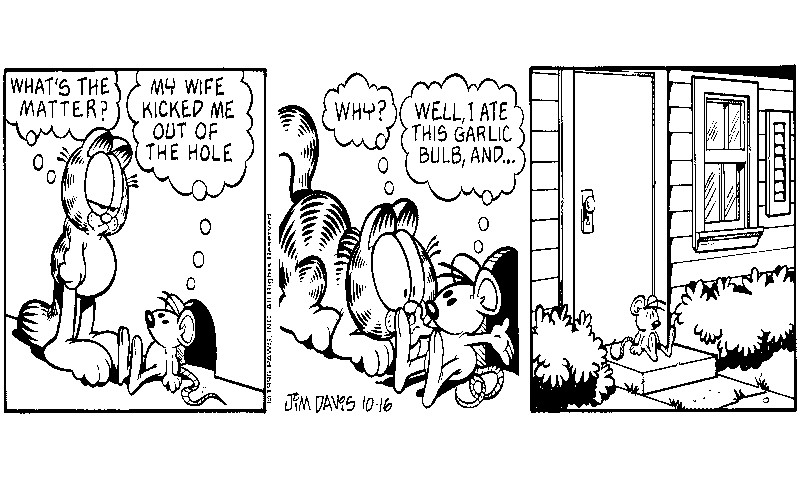 WHAT'S THE
MATTER?
MY WIFE
KICKED ME
OUT OF
THE HOLE
WHY?
WELL, I ATE
THIS GARLIC
BULB, AND...
JIM DAVIS 10-16